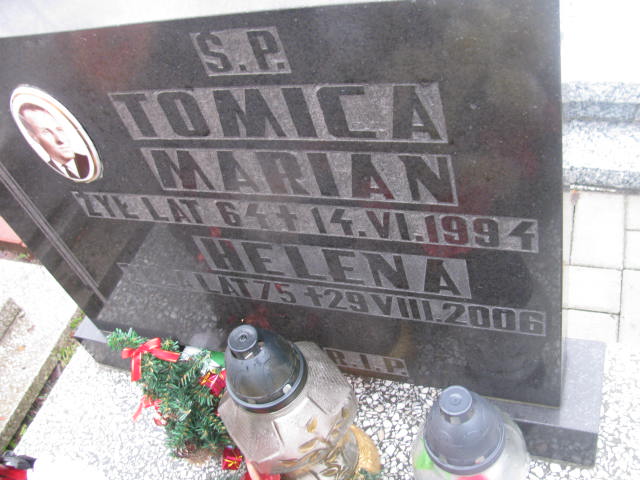 Ś.P.
TOMICA
MARIAN
ŻYŁ LAT 64 + 14.VI.1994
HELENA
LAT 75 + 29 VIII.2006
R.I.P.